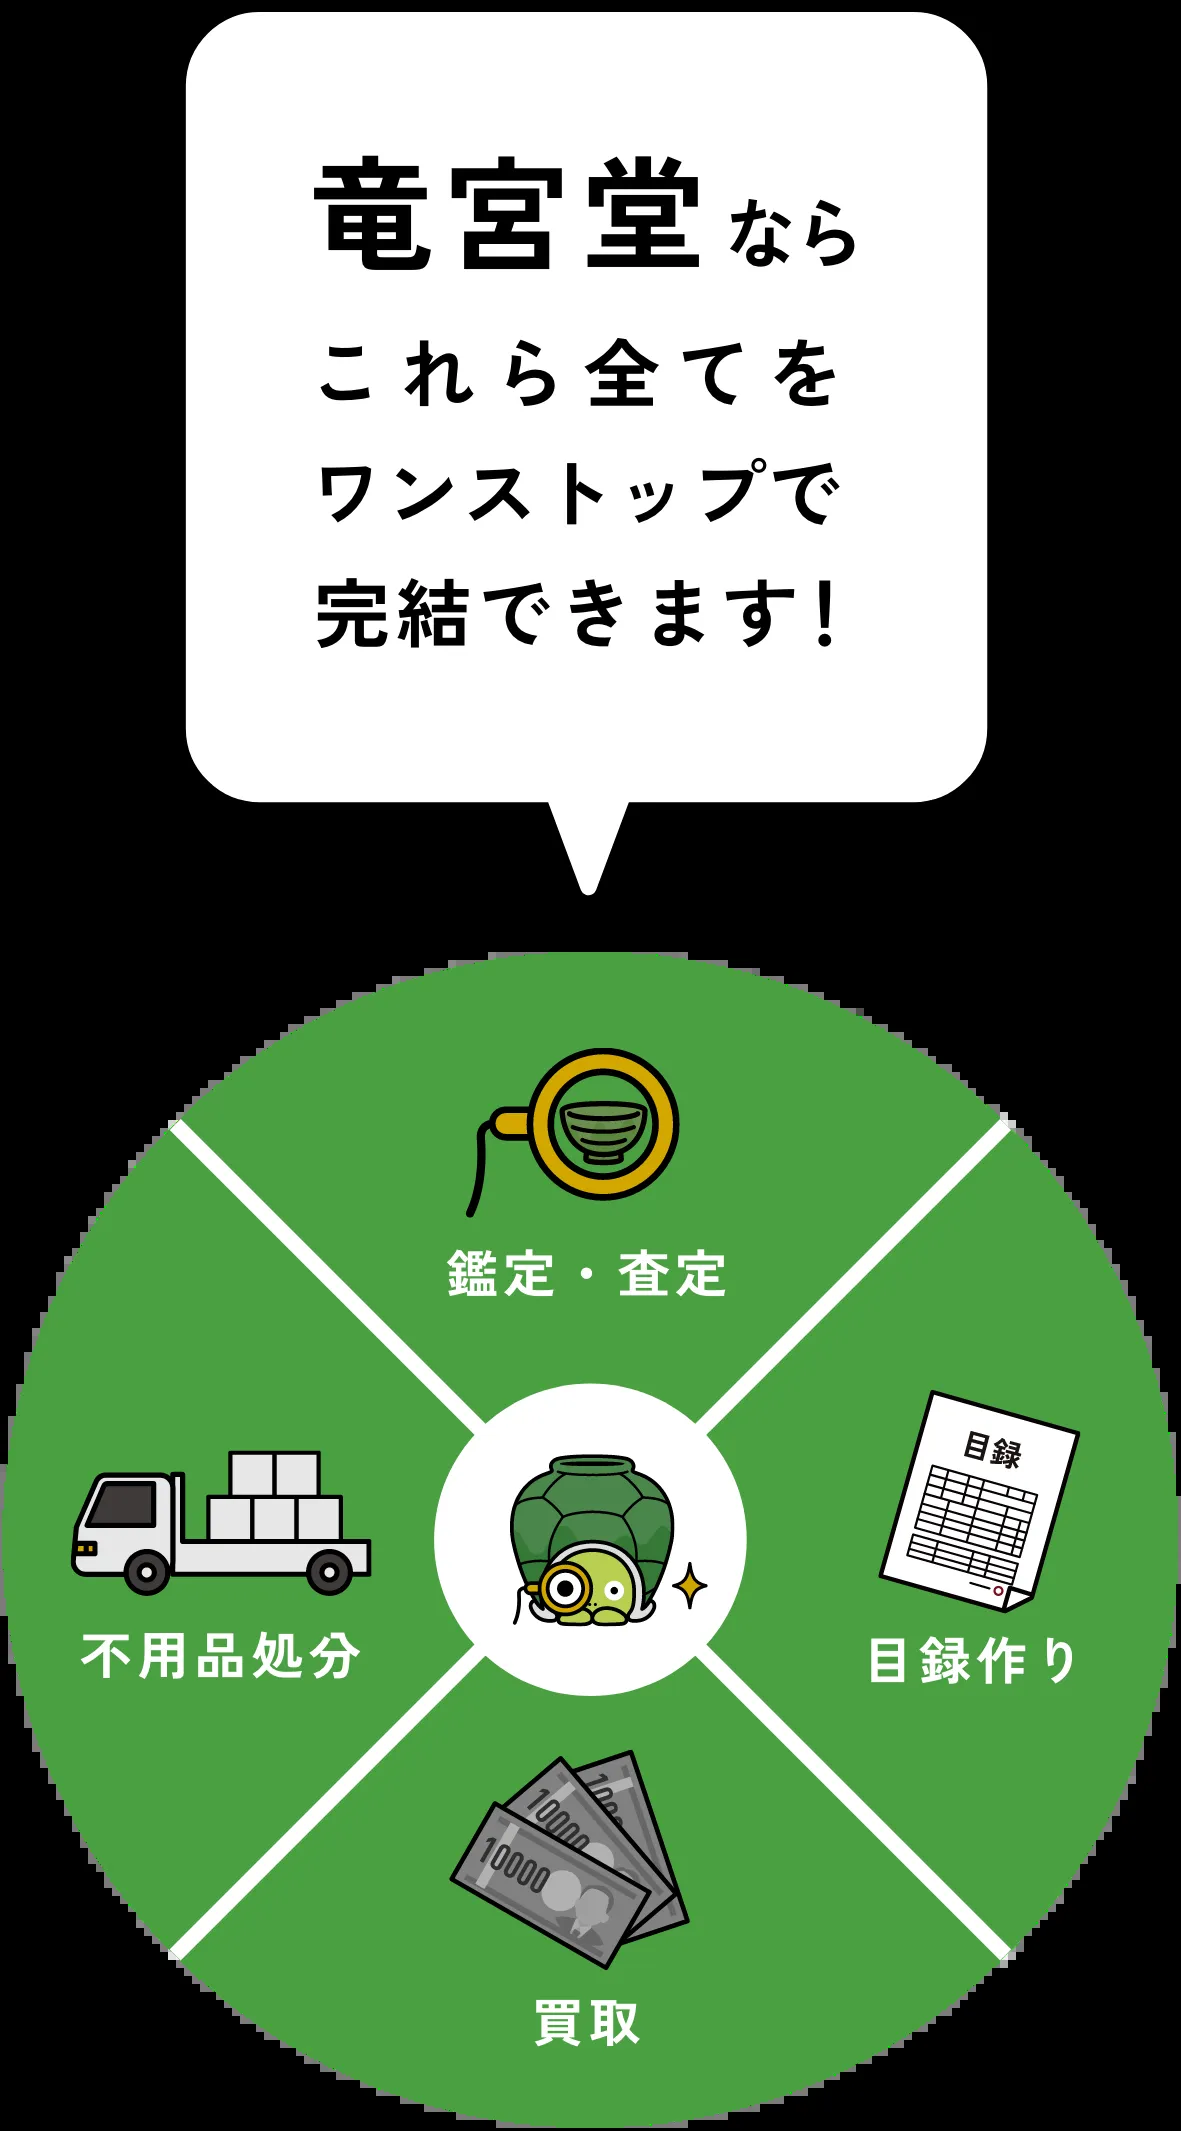 竜宮堂なら
これら全てを
ワンストップで
完結できます!
鑑定・査定
目録
不用品処分
目録作り
1000
10000
10000
買取